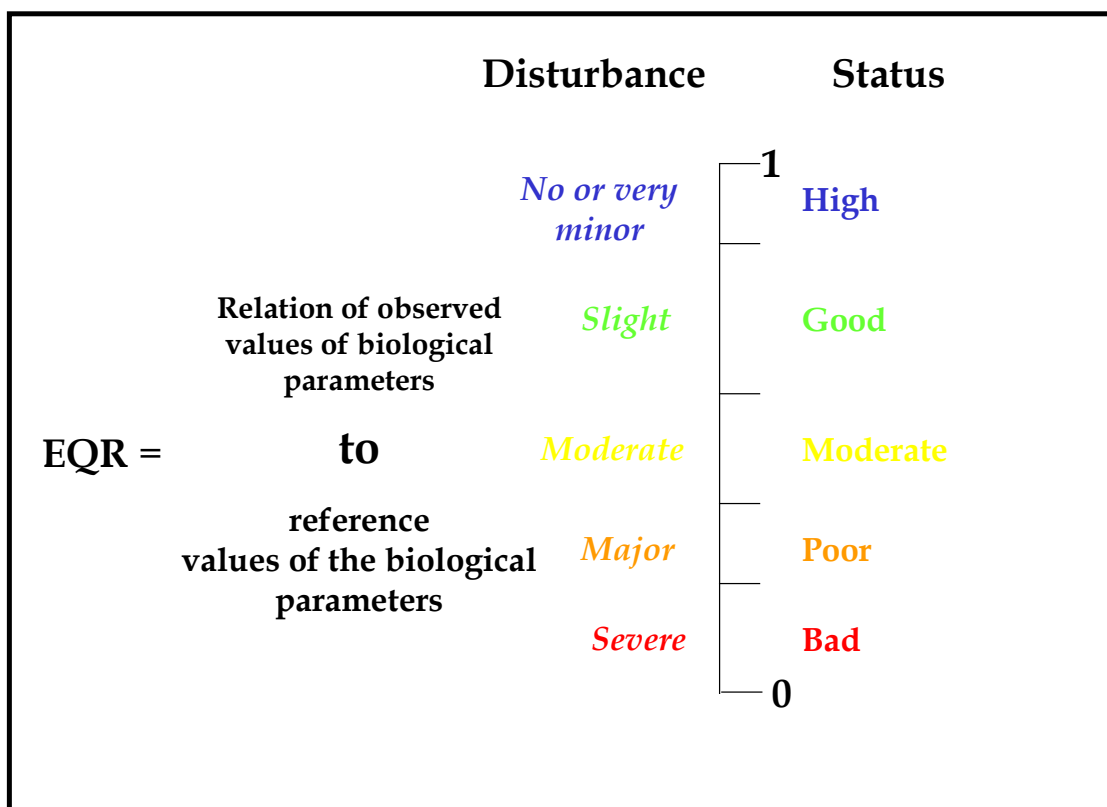 Disturbance Status
1
No or very
minor
High
Relation of observed
values of biological
parameters
Slight
Good
EQR =
to
Moderate
Moderate
reference
values of the biological
parameters
Major
Poor
Severe
Bad
0